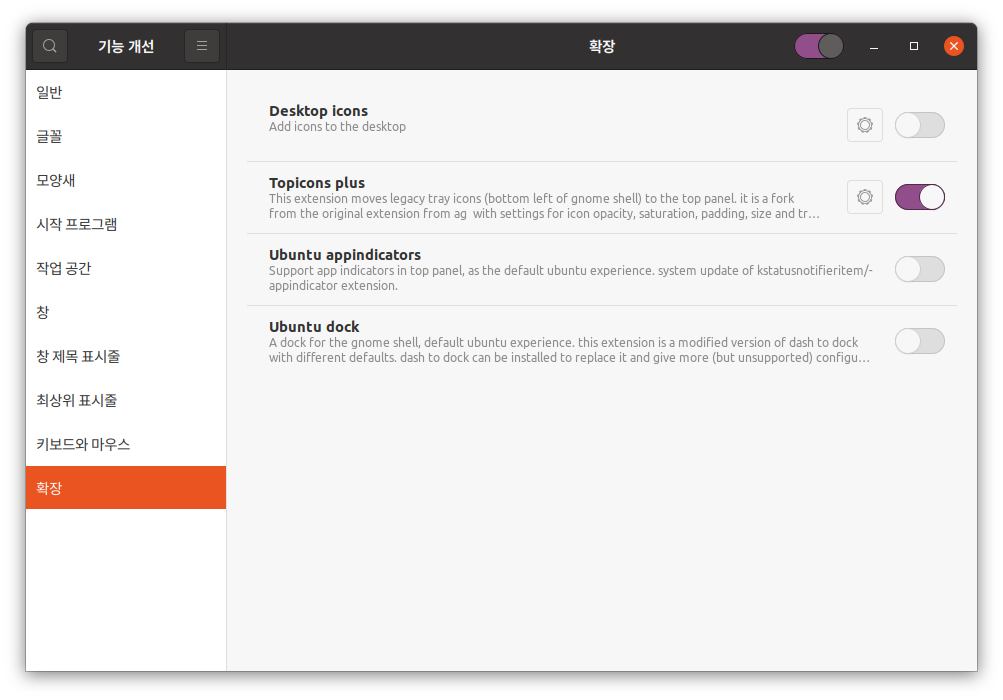 기능 개선
확장
일반
글꼴
모양새
시작 프로그램
작업 공간
창
창 제목 표시줄
최상위 표시줄
키보드와 마우스
확장
Desktop icons
Add icons to the desktop
Topicons plus
This extension moves legacy tray icons (bottom left of gnome shell) to the top panel. it is a fork
from the original extension from ag  with settings for icon opacity, saturation, padding, size and tr…
Ubuntu appindicators
Support app indicators in top panel, as the default ubuntu experience. system update of kstatusnotifieritem/-
appindicator extension.
Ubuntu dock
A dock for the gnome shell, default ubuntu experience. this extension is a modified version of dash to dock
with different defaults. dash to dock can be installed to replace it and give more (but unsupported) configu…